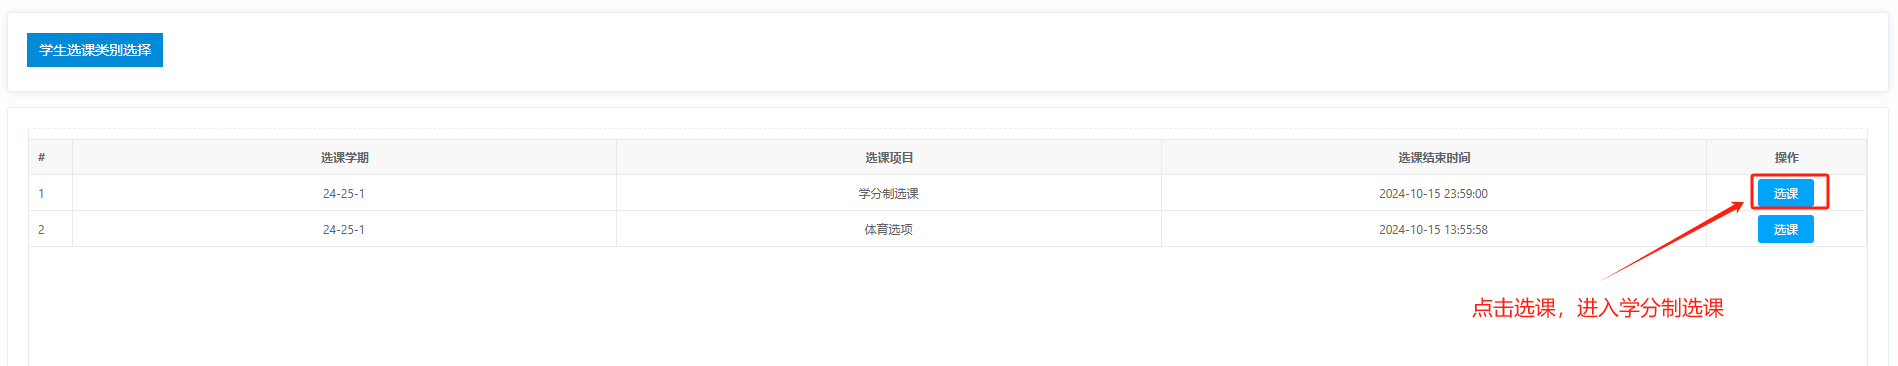 学生选课类别选择
# 选课学期 选课项目 选课结束时间 操作
1 24-25-1 学分制选课 2024-10-15 23:59:00 选课
2 24-25-1 体育选项 2024-10-15 13:55:58 选课
点击选课，进入学分制选课